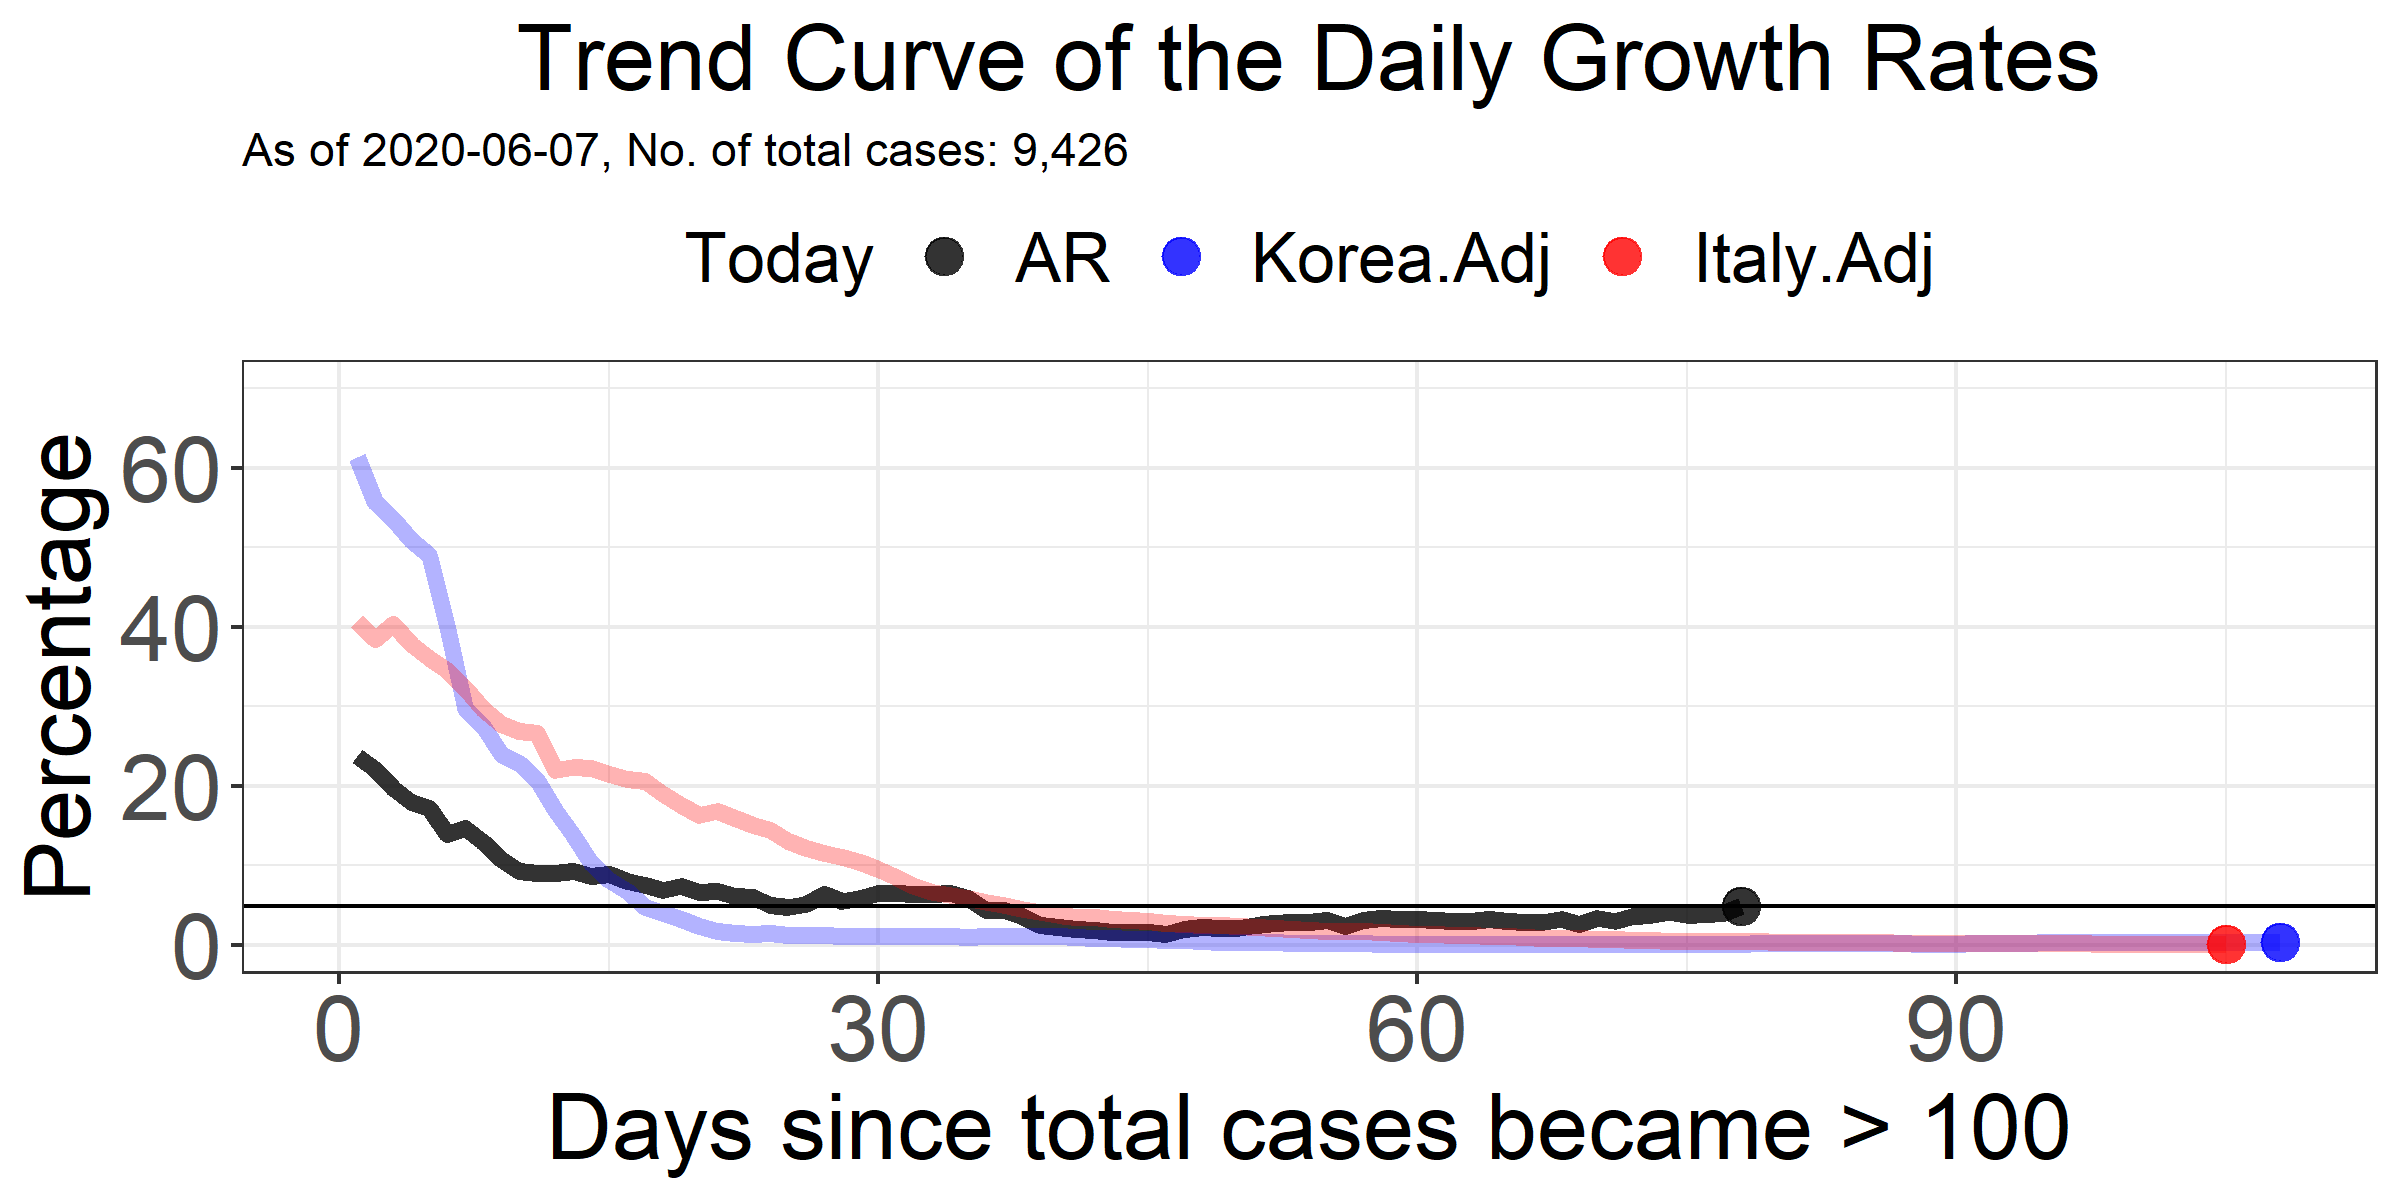 Trend Curve of the Daily Growth Rates
As of 2020-06-07, No. of total cases: 9,426
Today AR Korea.Adj Italy.Adj
Percentage
60
40
20
0
0 30 60 90
Days since total cases became > 100